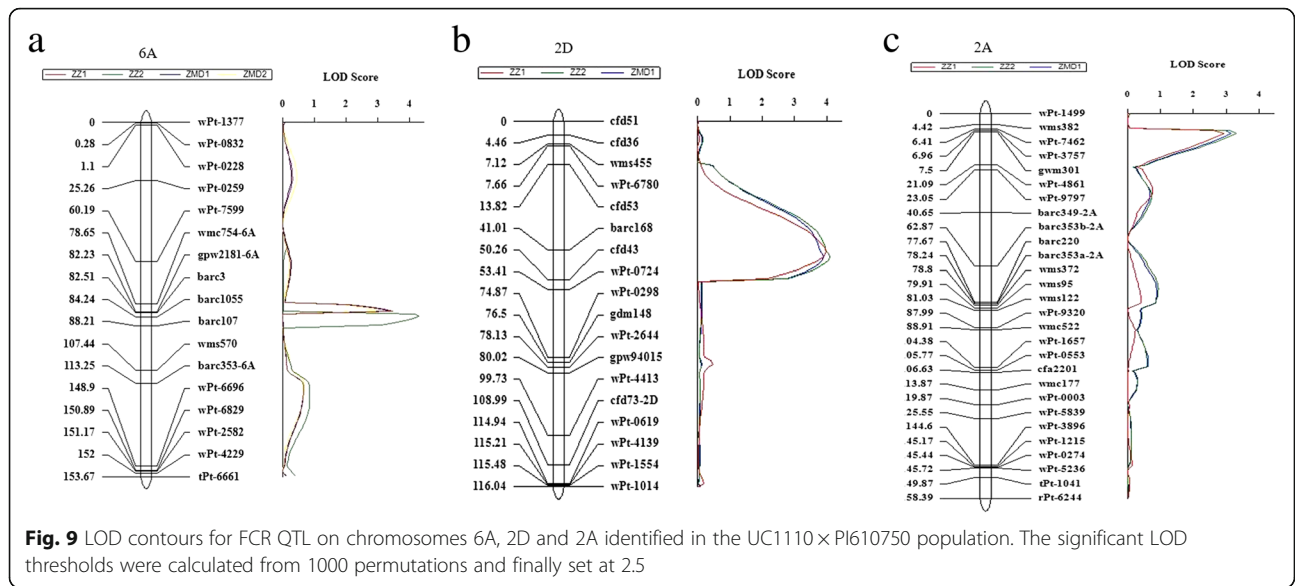 a
6A
ZZ1 ZZ2 ZMD1 ZMD2
LOD Score
0 1 2 3 4
0 wPt-1377
0.28 wPt-0832
1.1 wPt-0228
25.26 wPt-0259
60.19 wPt-7599
78.65 wmc754-6A
82.23 gpw2181-6A
82.51 barc3
84.24 barc1055
88.21 barc107
107.44 wms570
113.25 barc353-6A
148.9 wPt-6696
150.89 wPt-6829
151.17 wPt-2582
152 wPt-4229
153.67 tPt-6661
b
2D
ZZ1 ZZ2 ZMD1
LOD Score
0 1 2 3 4
0 cfd51
4.46 cfd36
7.12 wms455
7.66 wPt-6780
13.82 cfd53
41.01 barc168
50.26 cfd43
53.41 wPt-0724
74.87 wPt-0298
76.5 gdm148
78.13 wPt-2644
80.02 gpw94015
99.73 wPt-4413
108.99 cfd73-2D
114.94 wPt-0619
115.21 wPt-4139
115.48 wPt-1554
116.04 wPt-1014
c
2A
ZZ1 ZZ2 ZMD1
LOD Score
0 1 2 3 4
0 wPt-1499
4.42 wms382
6.41 wPt-7462
6.96 wPt-3757
7.5 gwm301
21.09 wPt-4861
23.05 wPt-9797
40.65 barc349-2A
62.87 barc353b-2A
77.67 barc220
78.24 barc353a-2A
78.8 wms372
79.91 wms95
81.03 wms122
87.99 wPt-9320
88.91 wmc522
04.38 wPt-1657
05.77 wPt-0553
06.63 cfa2201
13.87 wmc177
19.87 wPt-0003
25.55 wPt-5839
144.6 wPt-3896
45.17 wPt-1215
45.44 wPt-0274
45.72 wPt-5236
49.87 tPt-1041
58.39 rPt-6244
Fig. 9 LOD contours for FCR QTL on chromosomes 6A, 2D and 2A identified in the UC1110 × PI610750 population. The significant LOD
thresholds were calculated from 1000 permutations and finally set at 2.5